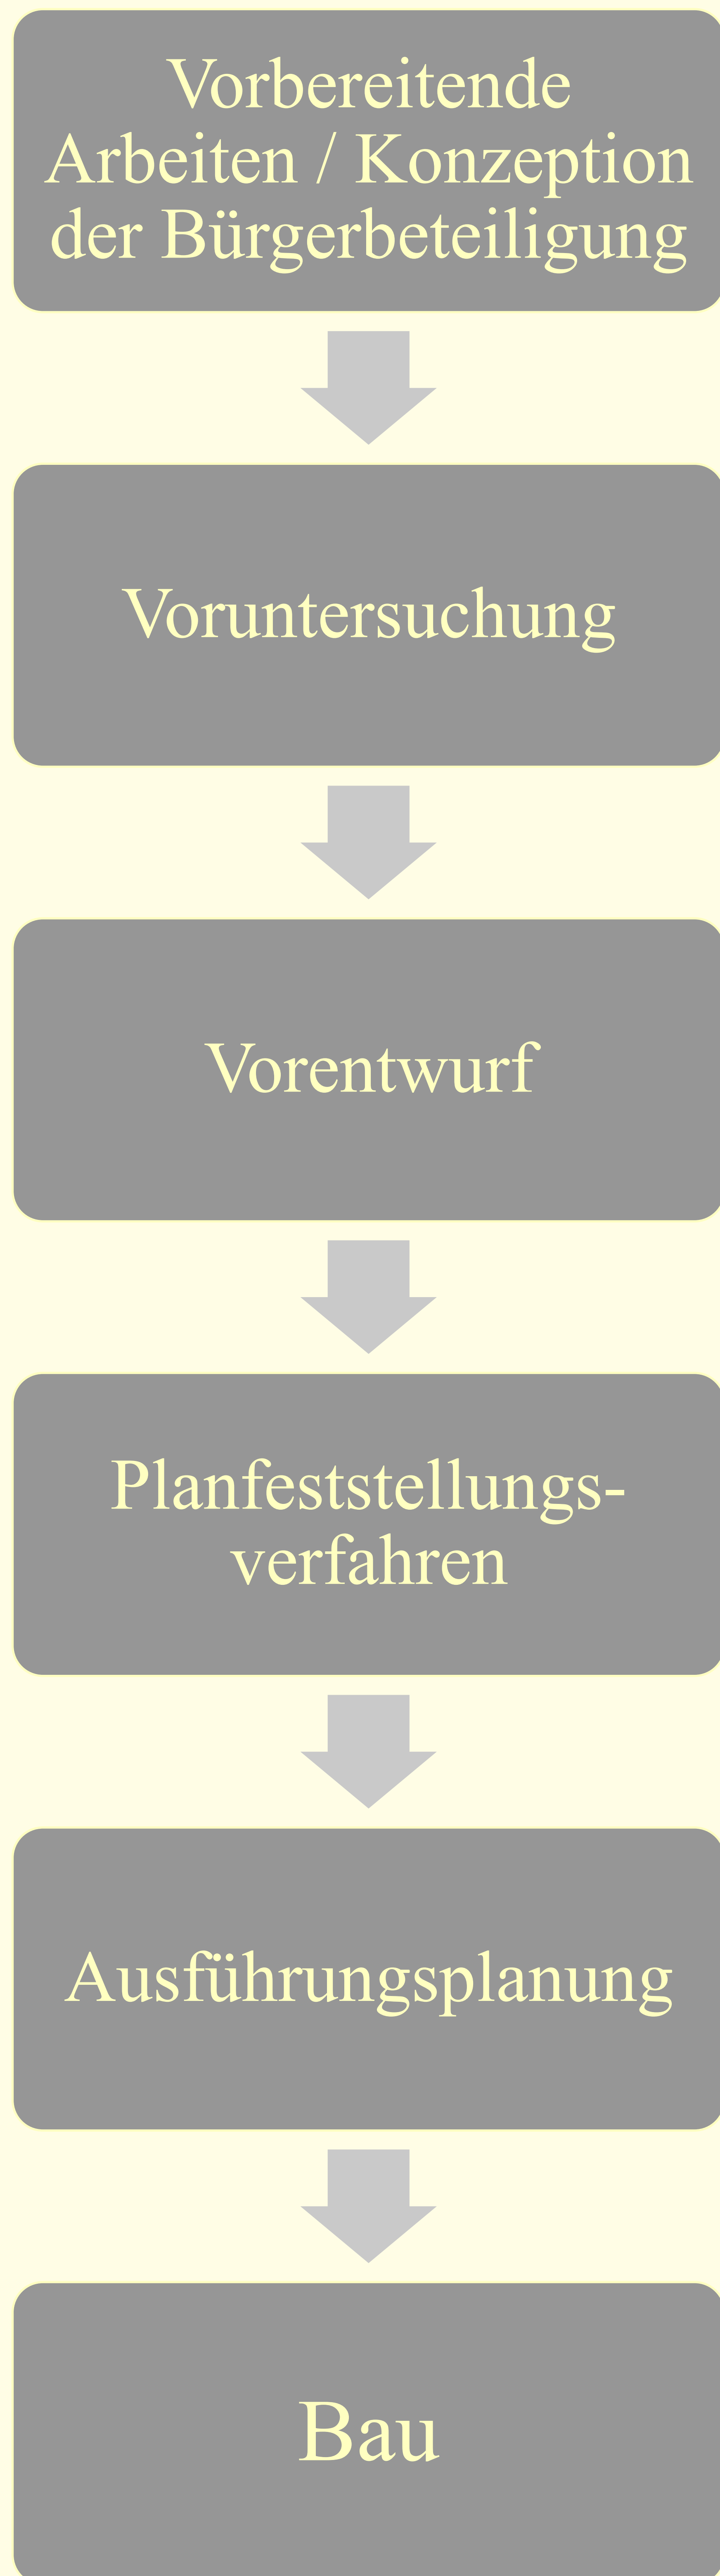 Vorbereitende
Arbeiten / Konzeption
der Bürgerbeteiligung
Voruntersuchung
Vorentwurf
Planfeststellungs-
verfahren
Ausführungsplanung
Bau